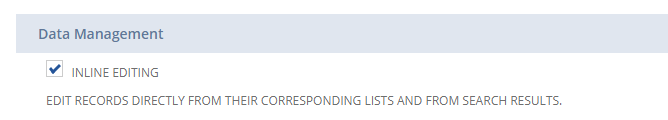 Data Management
INLINE EDITING
EDIT RECORDS DIRECTLY FROM THEIR CORRESPONDING LISTS AND FROM SEARCH RESULTS.